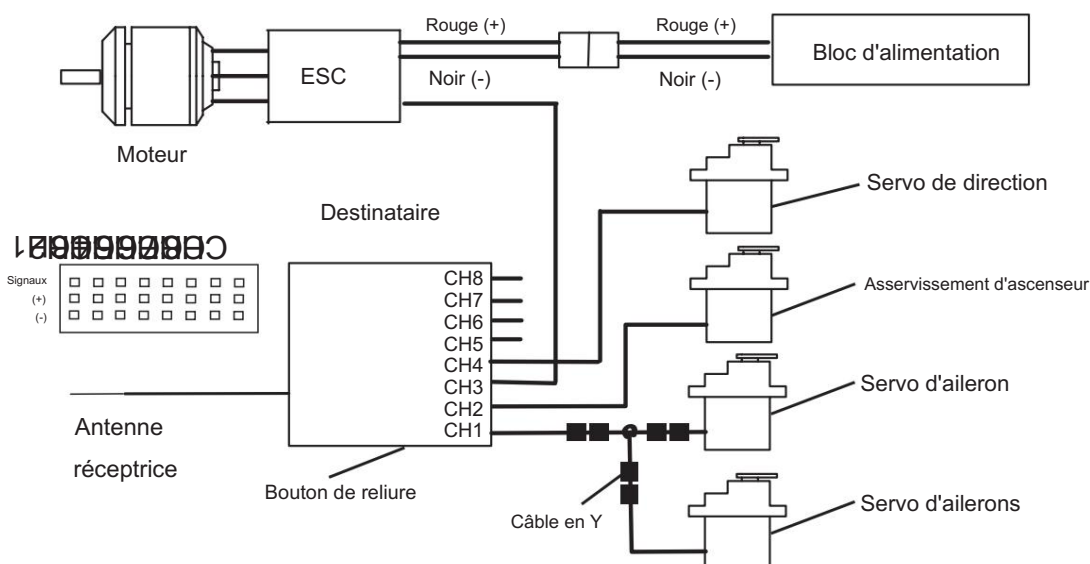 Rouge (+)
Rouge (+)
ESC
Bloc d'alimentation
Noir (-)
Noir (-)
Moteur
Servo de direction
Destinataire
Signaux
(+)
(-)
CH8
CH7
CH6
CH5
CH4
CH3
CH2
CH1
Asservissement d'ascenseur
Servo d'aileron
Antenne
réceptrice
Bouton de reliure
Câble en Y
Servo d'ailerons